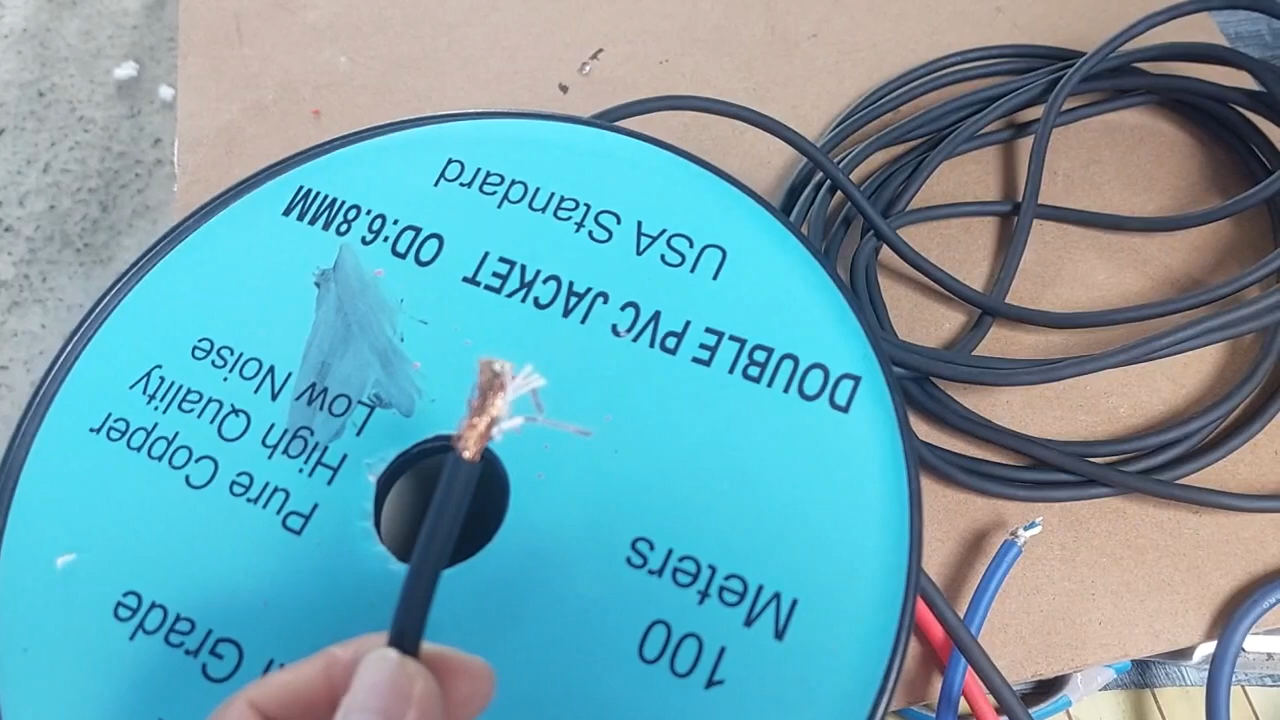 Grade
100
Meters
Pure Copper
High Quality
Low Noise
DOUBLE PVC JACKET OD:6.8MM
USA Standard